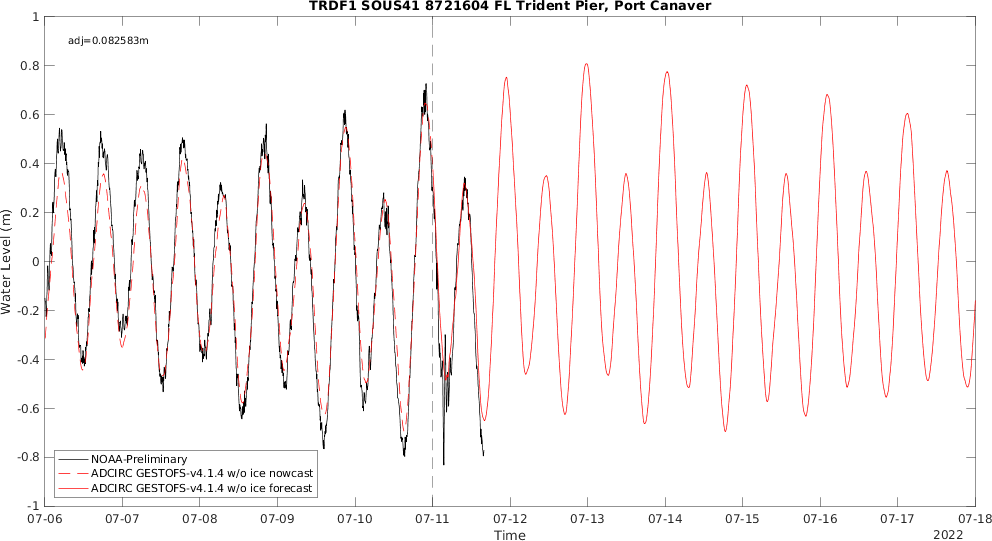 TRDF1 SOUS41 8721604 FL Trident Pier, Port Canaver
adj=0.082583m
1
0.8
0.6
0.4
0.2
0
-0.2
-0.4
-0.6
-0.8
-1
Water Level (m)
NOAA-Preliminary
ADCIRC GESTOFS-v4.1.4 w/o ice nowcast
ADCIRC GESTOFS-v4.1.4 w/o ice forecast
07-06 07-07 07-08 07-09 07-10 07-11 07-12 07-13 07-14 07-15 07-16 07-17 07-18
Time
2022